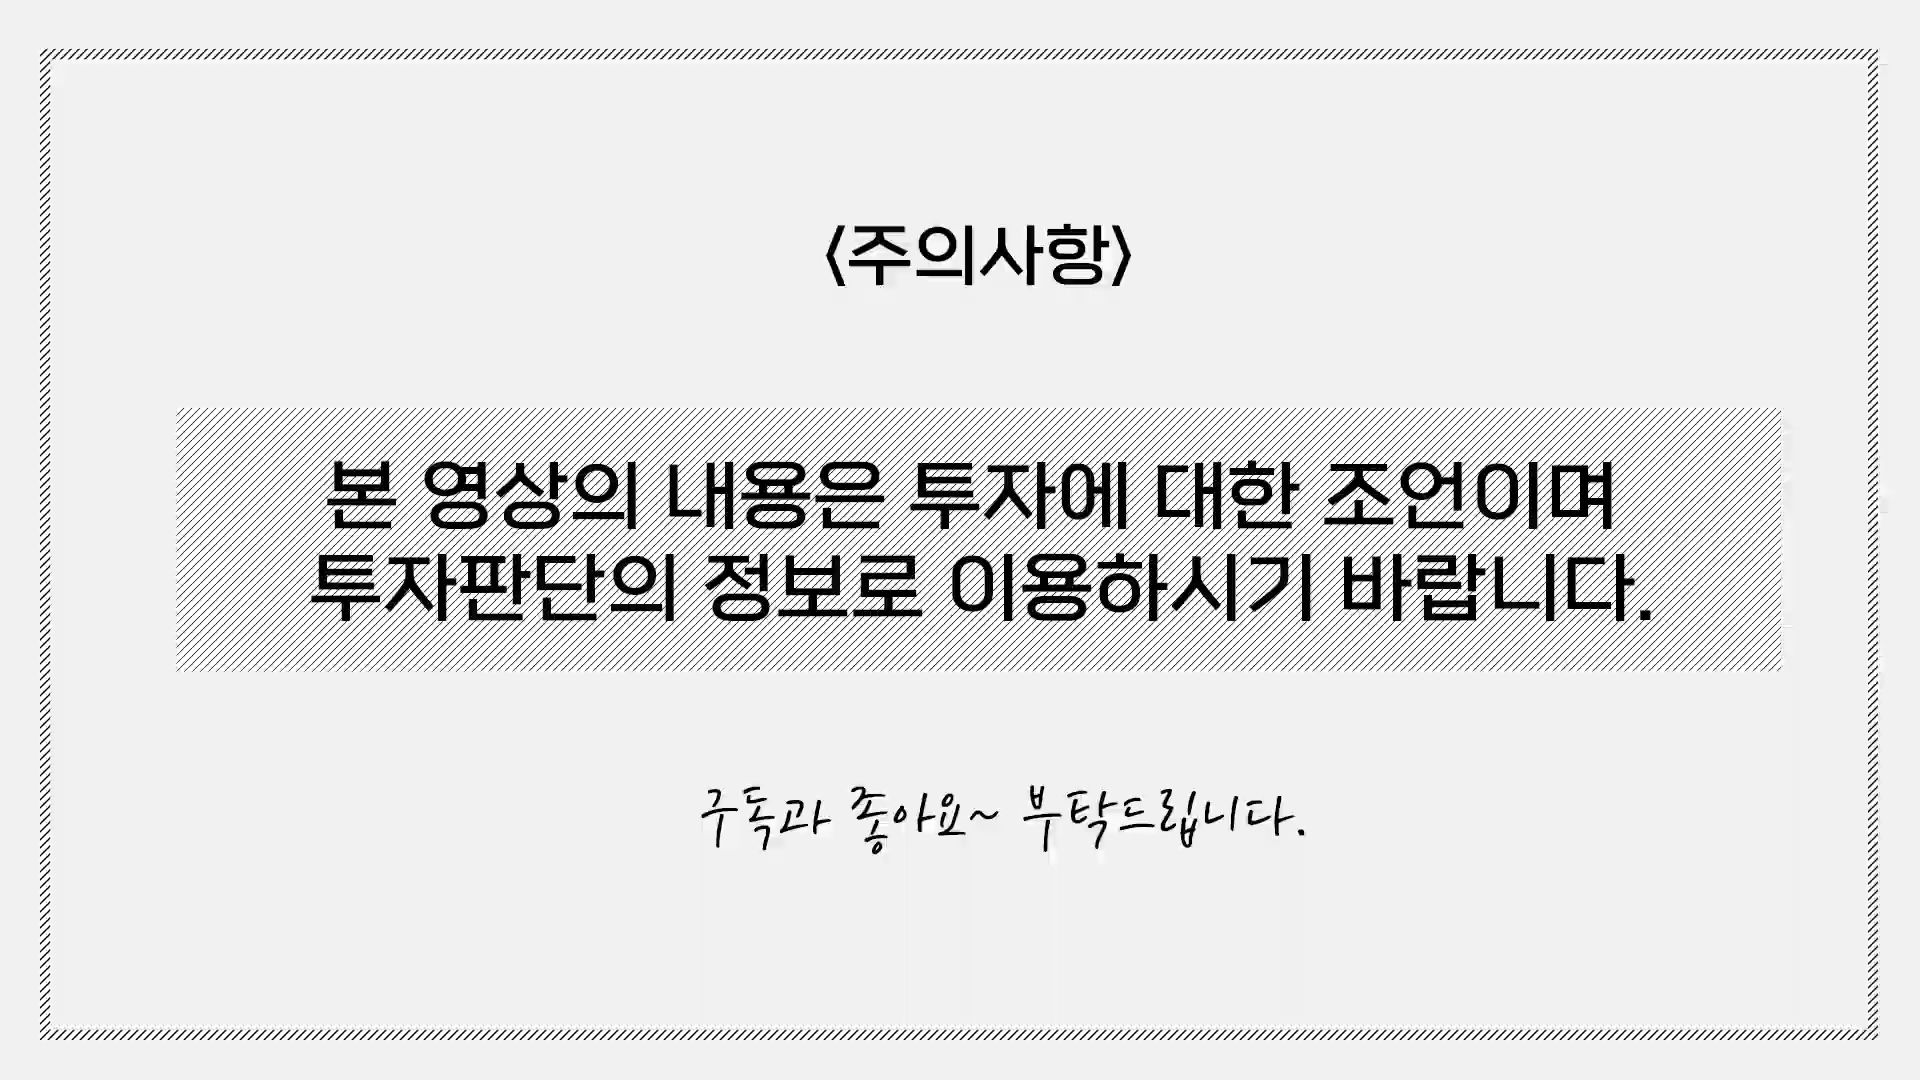 〈주의사항〉
본 영상의 내용은 투자에 대한 조언이며
투자판단의 정보로 이용하시기 바랍니다.
구독과 좋아요~ 부탁드립니다.